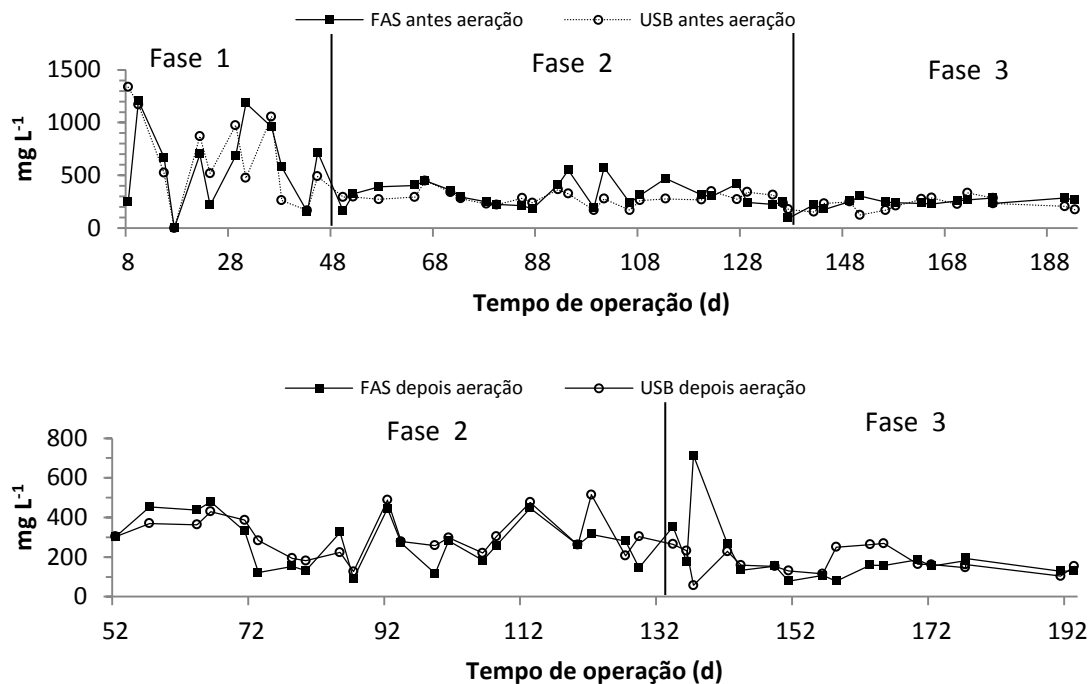 FAS antes aeração USB antes aeração
Fase 1 Fase 2 Fase 3
1500
1000
500
0
mg L⁻¹
8 28 48 68 88 108 128 148 168 188
Tempo de operação (d)
FAS depois aeração USB depois aeração
Fase 2 Fase 3
800
600
400
200
0
mg L⁻¹
52 72 92 112 132 152 172 192
Tempo de operação (d)